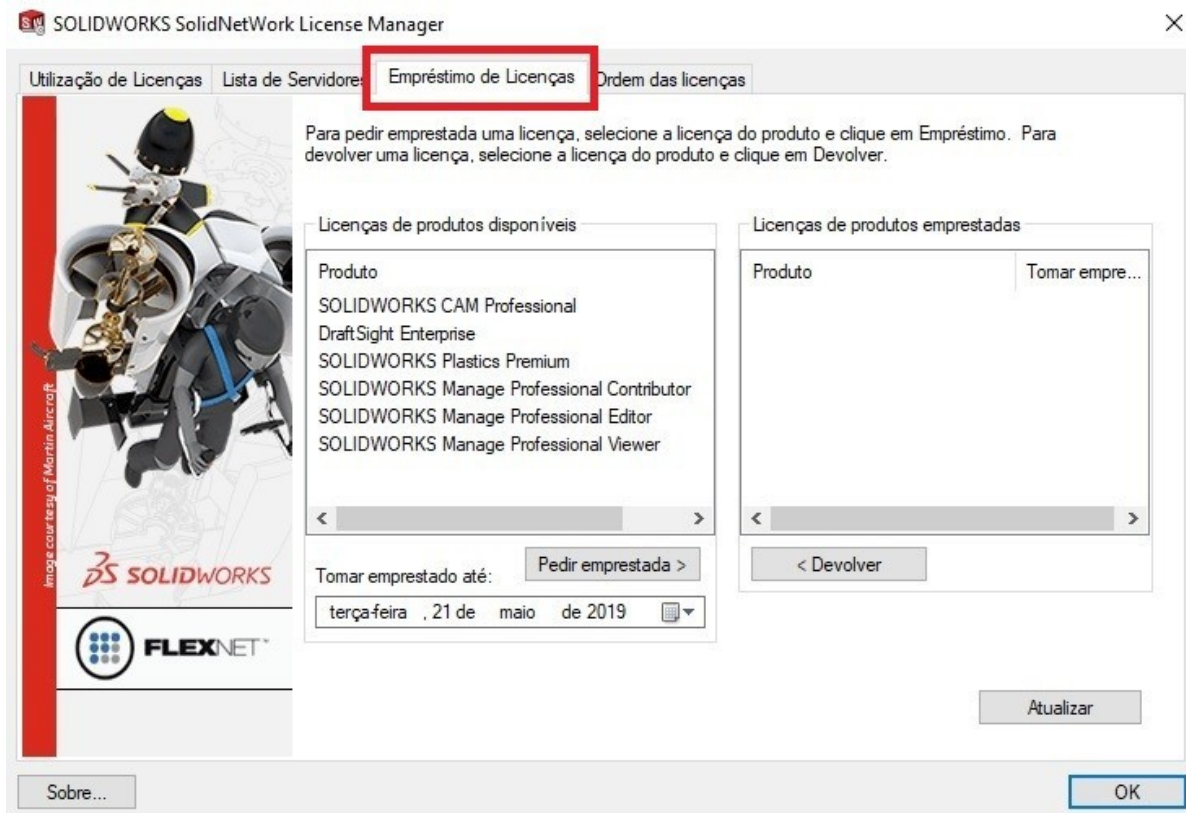 SOLIDWORKS SolidNetWork License Manager
Utilização de Licenças
Lista de Servidores
Empréstimo de Licenças
Ordem das licenças
Para pedir emprestada uma licença, selecione a licença do produto e clique em Empréstimo. Para
devolver uma licença, selecione a licença do produto e clique em Devolver.
Licenças de produtos disponíveis
Produto
SOLIDWORKS CAM Professional
DraftSight Enterprise
SOLIDWORKS Plastics Premium
SOLIDWORKS Manage Professional Contributor
SOLIDWORKS Manage Professional Editor
SOLIDWORKS Manage Professional Viewer
Tomar emprestado até:
Pedir emprestada >
terça-feira , 21 de maio de 2019
Licenças de produtos emprestadas
Produto
Tomar empre...
< Devolver
Atualizar
Image courtesy of Martin Aircraft
SOLIDWORKS
FLEXNET
Sobre...
OK